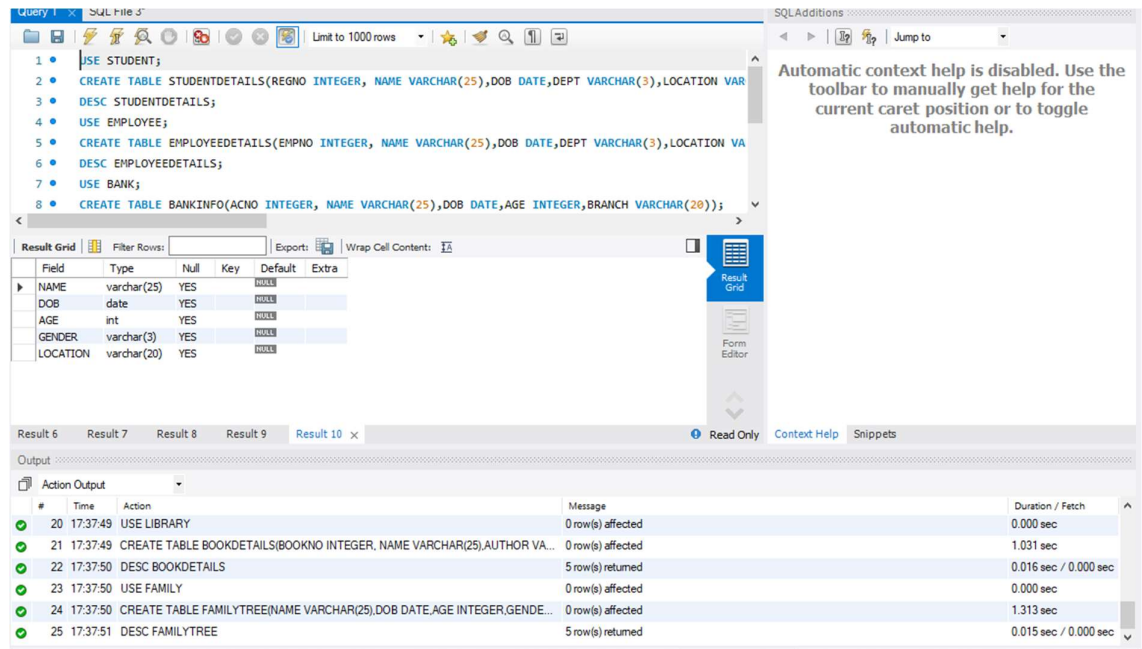 Query 1 SQL File 3*
Limit to 1000 rows
1 USE STUDENT;
2 CREATE TABLE STUDENTDETAILS(REGNO INTEGER, NAME VARCHAR(25),DOB DATE,DEPT VARCHAR(3),LOCATION VAR
3 DESC STUDENTDETAILS;
4 USE EMPLOYEE;
5 CREATE TABLE EMPLOYEEDETAILS(EMPNO INTEGER, NAME VARCHAR(25),DOB DATE,DEPT VARCHAR(3),LOCATION VA
6 DESC EMPLOYEEDETAILS;
7 USE BANK;
8 CREATE TABLE BANKINFO(ACNO INTEGER, NAME VARCHAR(25),DOB DATE,AGE INTEGER,BRANCH VARCHAR(20));
Result Grid Filter Rows: Export: Wrap Cell Content:
Field Type Null Key Default Extra
NAME varchar(25) YES NULL
DOB date YES NULL
AGE int YES NULL
GENDER varchar(3) YES NULL
LOCATION varchar(20) YES NULL
Result
Grid
Form
Editor
Result 6 Result 7 Result 8 Result 9 Result 10 Read Only
SQLAdditions
Jump to
Automatic context help is disabled. Use the
toolbar to manually get help for the
current caret position or to toggle
automatic help.
Context Help Snippets
Output
Action Output
# Time Action Message Duration / Fetch
20 17:37:49 USE LIBRARY 0 row(s) affected 0.000 sec
21 17:37:49 CREATE TABLE BOOKDETAILS(BOOKNO INTEGER, NAME VARCHAR(25),AUTHOR VA... 0 row(s) affected 1.031 sec
22 17:37:50 DESC BOOKDETAILS 5 row(s) returned 0.016 sec / 0.000 sec
23 17:37:50 USE FAMILY 0 row(s) affected 0.000 sec
24 17:37:50 CREATE TABLE FAMILYTREE(NAME VARCHAR(25),DOB DATE,AGE INTEGER,GENDE... 0 row(s) affected 1.313 sec
25 17:37:51 DESC FAMILYTREE 5 row(s) returned 0.015 sec / 0.000 sec